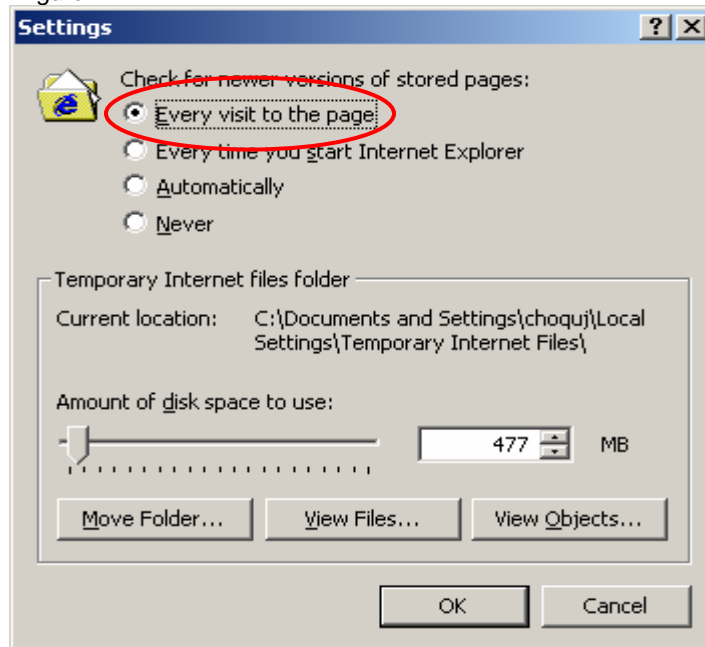 Settings
Check for newer versions of stored pages:
Every visit to the page
Every time you start Internet Explorer
Automatically
Never
Temporary Internet files folder
Current location: C:\Documents and Settings\choquj\Local
Settings\Temporary Internet Files\
Amount of disk space to use:
477 MB
Move Folder... View Files... View Objects...
OK Cancel